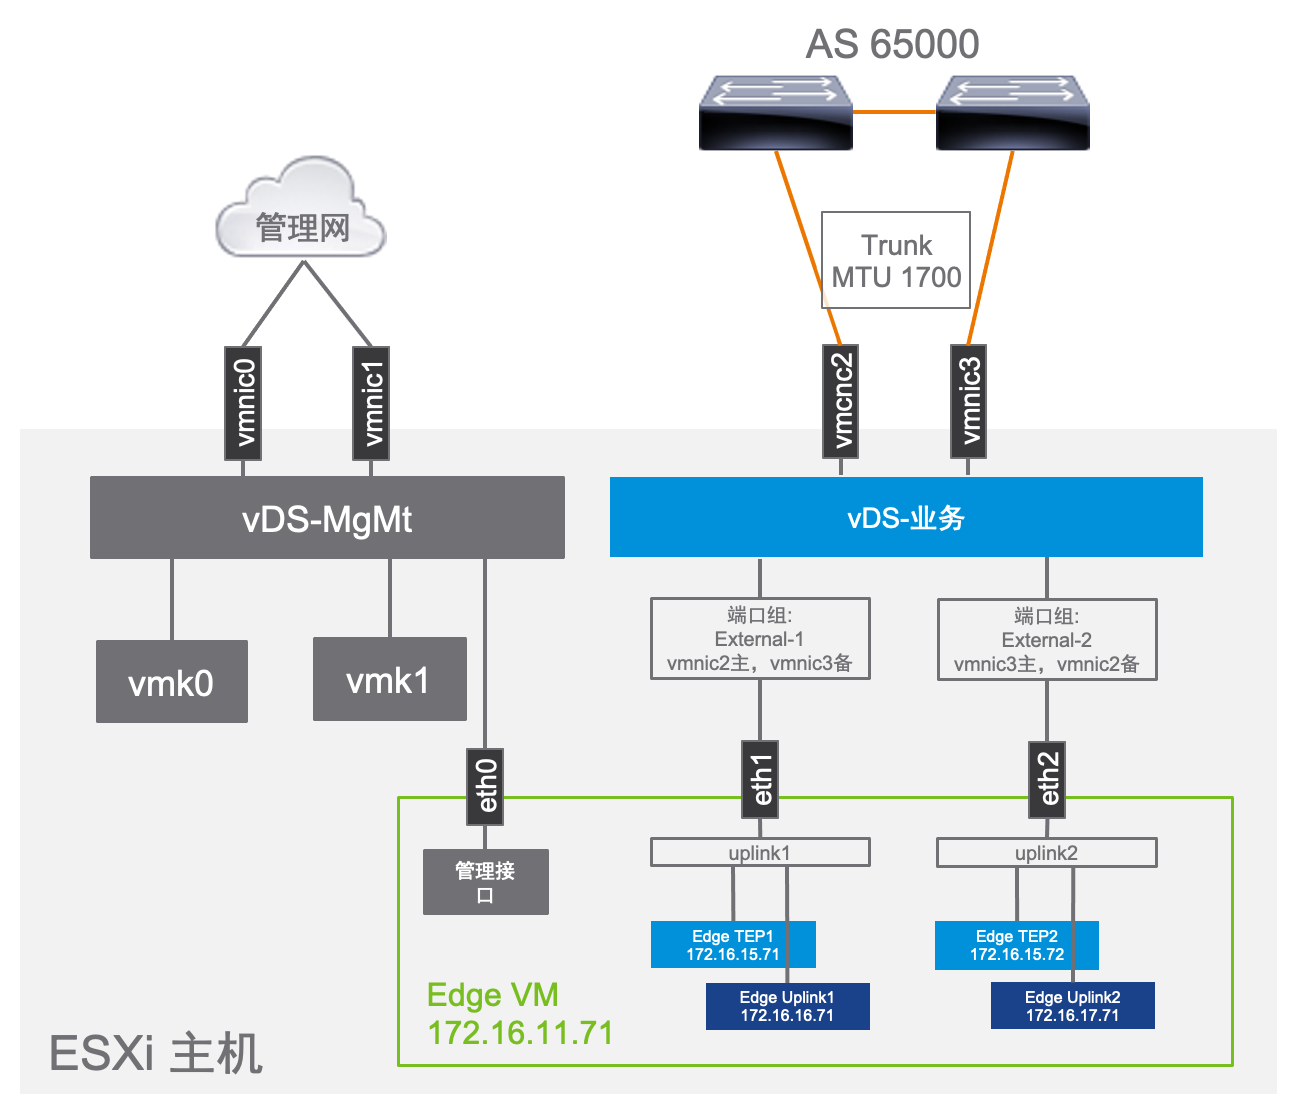 AS 65000
管理网
Trunk
MTU 1700
vmnic0
vmnic1
vmcnc2
vmnic3
vDS-MgMt
vDS-业务
端口组:
External-1
vmnic2主，vmnic3备
端口组:
External-2
vmnic3主，vmnic2备
vmk0
vmk1
eth0
eth1
eth2
管理接
口
uplink1
uplink2
Edge TEP1
172.16.15.71
Edge TEP2
172.16.15.72
Edge Uplink1
172.16.16.71
Edge Uplink2
172.16.17.71
Edge VM
172.16.11.71
ESXi 主机